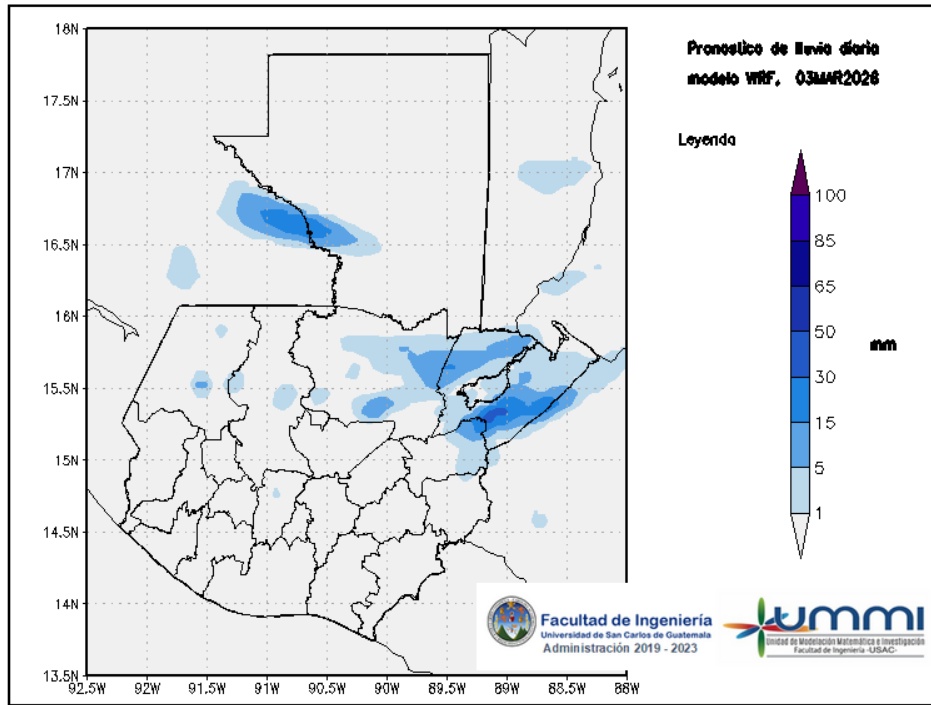 Pronostico de lluvia diaria
modelo WRF, 03MAR2026
Leyenda
18N
17.5N
17N
16.5N
16N
15.5N
15N
14.5N
14N
13.5N
92.5W
92W
91.5W
91W
90.5W
90W
89.5W
89W
88.5W
88W
100
85
65
50
30
15
5
1
mm
Facultad de Ingeniería
Universidad de San Carlos de Guatemala
Administración 2019 - 2023
UMMI
Unidad de Modelación Matemática e Investigación
Facultad de Ingeniería -USAC-